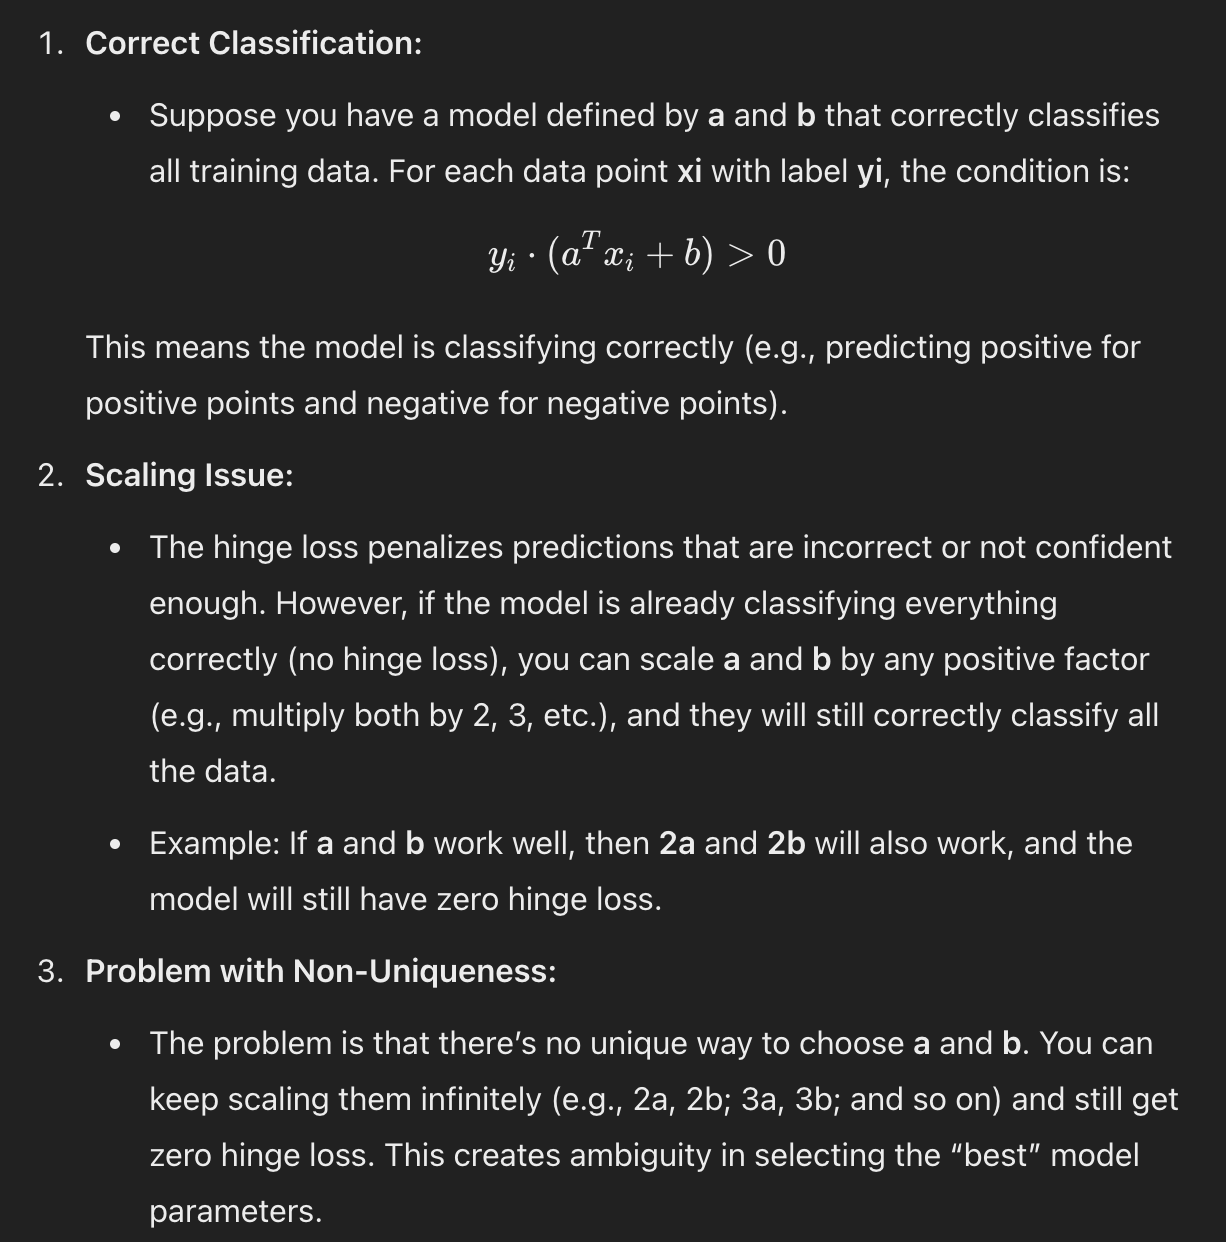 1. Correct Classification:
• Suppose you have a model defined by a and b that correctly classifies
all training data. For each data point xi with label yi, the condition is:
yᵢ · (aᵀxᵢ + b) > 0
This means the model is classifying correctly (e.g., predicting positive for
positive points and negative for negative points).
2. Scaling Issue:
• The hinge loss penalizes predictions that are incorrect or not confident
enough. However, if the model is already classifying everything
correctly (no hinge loss), you can scale a and b by any positive factor
(e.g., multiply both by 2, 3, etc.), and they will still correctly classify all
the data.
• Example: If a and b work well, then 2a and 2b will also work, and the
model will still have zero hinge loss.
3. Problem with Non-Uniqueness:
• The problem is that there’s no unique way to choose a and b. You can
keep scaling them infinitely (e.g., 2a, 2b; 3a, 3b; and so on) and still get
zero hinge loss. This creates ambiguity in selecting the “best” model
parameters.